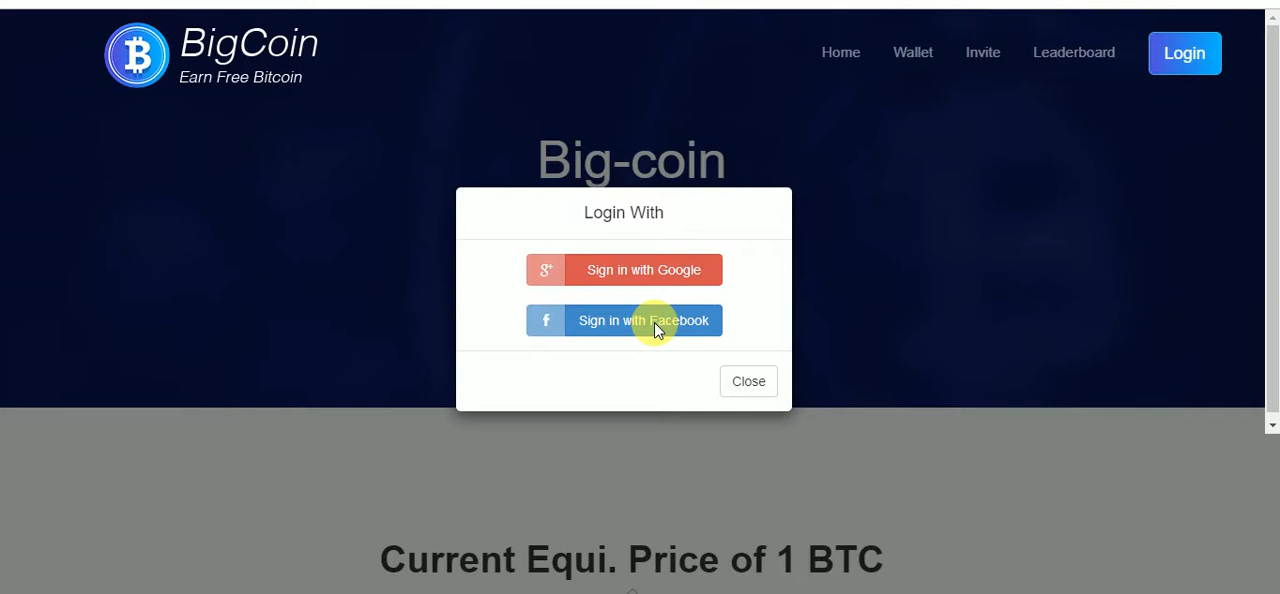 BigCoin
Earn Free Bitcoin
Home Wallet Invite Leaderboard Login
Big-coin
Login With
g+ Sign in with Google
f Sign in with Facebook
Close
Current Equi. Price of 1 BTC